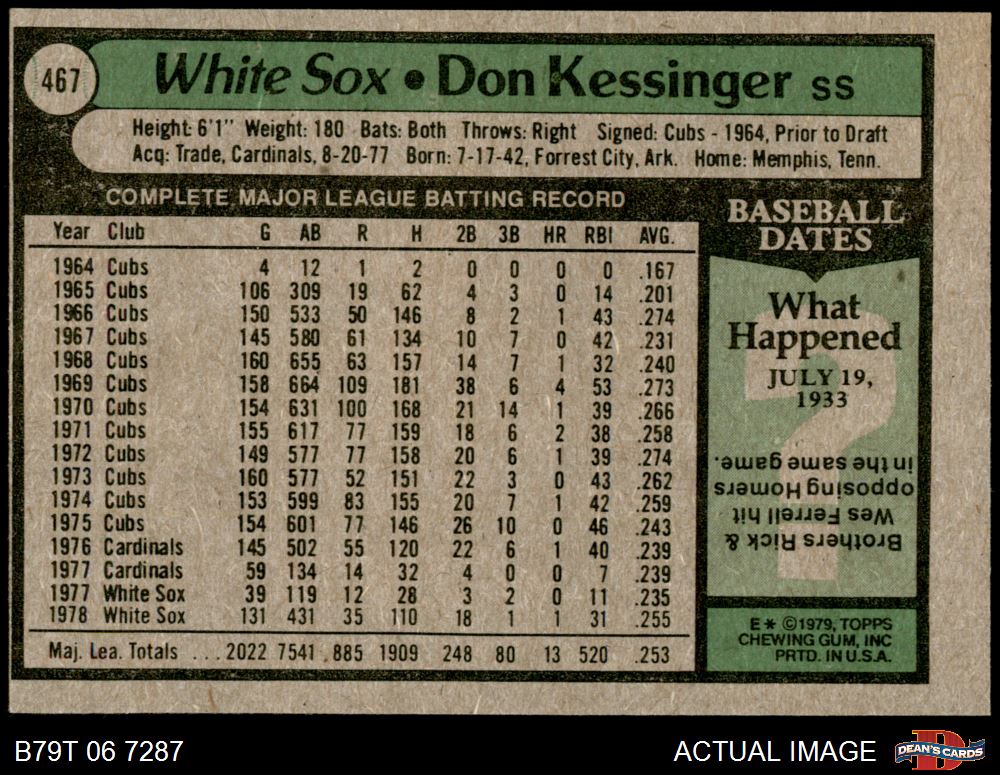 467
White Sox • Don Kessinger SS
Height: 6'1" Weight: 180 Bats: Both Throws: Right Signed: Cubs - 1964, Prior to Draft
Acq: Trade, Cardinals, 8-20-77 Born: 7-17-42, Forrest City, Ark. Home: Memphis, Tenn.
COMPLETE MAJOR LEAGUE BATTING RECORD
Year Club G AB R H 2B 3B HR RBI AVG.
1964 Cubs 4 12 1 2 0 0 0 0 .167
1965 Cubs 106 309 19 62 4 3 0 14 .201
1966 Cubs 150 533 50 146 8 2 1 43 .274
1967 Cubs 145 580 61 134 10 7 0 42 .231
1968 Cubs 160 655 63 157 14 7 1 32 .240
1969 Cubs 158 664 109 181 38 6 4 53 .273
1970 Cubs 154 631 100 168 21 14 1 39 .266
1971 Cubs 155 617 77 159 18 6 2 38 .258
1972 Cubs 149 577 77 158 20 6 1 39 .274
1973 Cubs 160 577 52 151 22 3 0 43 .262
1974 Cubs 153 599 83 155 20 7 1 42 .259
1975 Cubs 154 601 77 146 26 10 0 46 .243
1976 Cardinals 145 502 55 120 22 6 1 40 .239
1977 Cardinals 59 134 14 32 4 0 0 7 .239
1977 White Sox 39 119 12 28 3 2 0 11 .235
1978 White Sox 131 431 35 110 18 1 1 31 .255
Maj. Lea. Totals ...2022 7541 885 1909 248 80 13 520 .253
BASEBALL
DATES
What
Happened
JULY 19,
1933
?
Brothers Rick &
Wes Ferrell hit
opposing Homers
in the same game.
E* ©1979, TOPPS
CHEWING GUM, INC
PRTD. IN U.S.A.
B79T 06 7287
ACTUAL IMAGE
D
DEAN'S CARDS